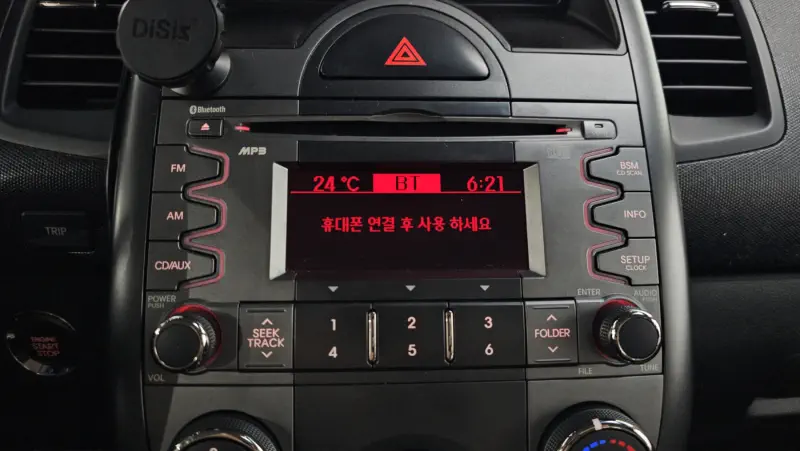 DiSiz
Bluetooth
MP3
FM
AM
CD/AUX
24 °C BT 6:21
휴대폰 연결 후 사용 하세요
BSM
CD SCAN
INFO
SETUP
CLOCK
TRIP
ENGINE
START
STOP
POWER
PUSH
VOL
SEEK
TRACK
1 2 3
4 5 6
FOLDER
ENTER
AUDIO
PUSH
FILE
TUNE